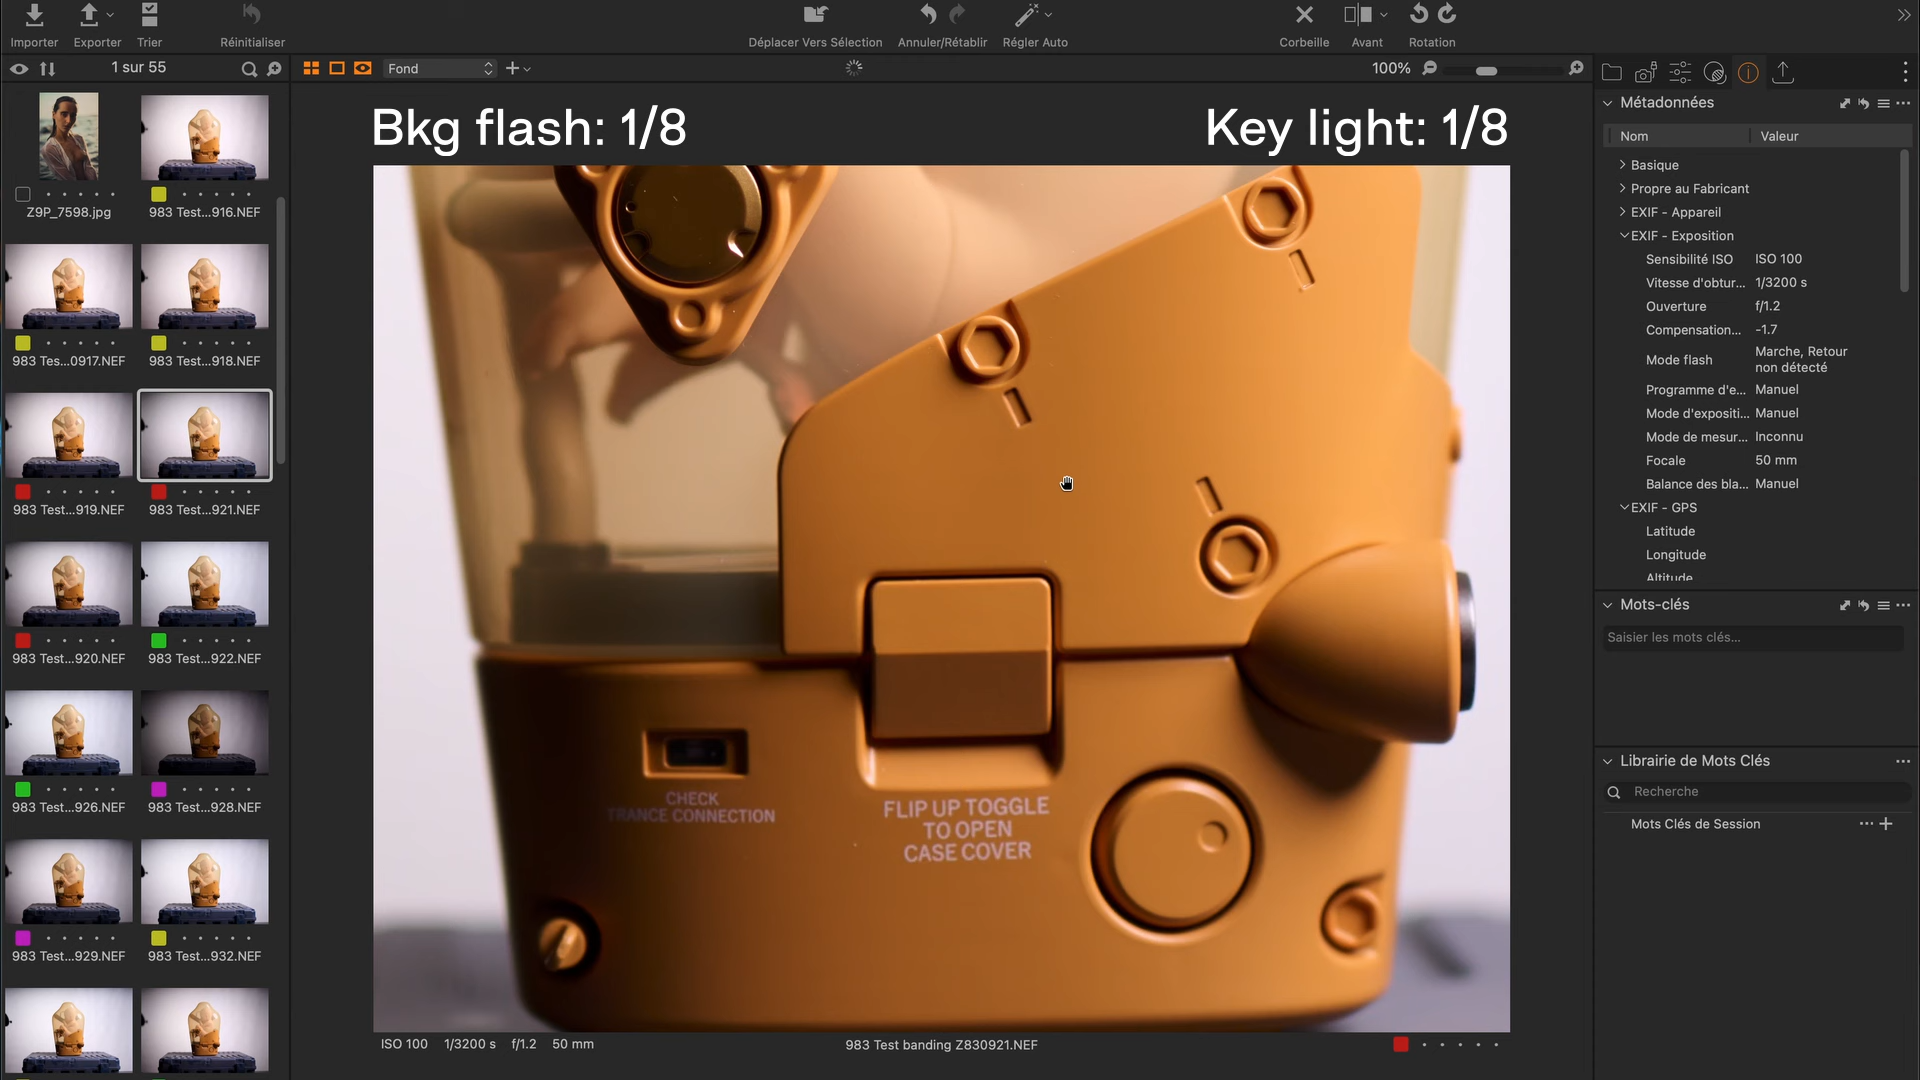 Importer Exporter Trier Réinitialiser Déplacer Vers Sélection Annuler/Rétablir Régler Auto Corbeille Avant Rotation
1 sur 55
Fond
100%
Bkg flash: 1/8
Key light: 1/8
Z9P_7598.jpg
983 Test...916.NEF
983 Tes...0917.NEF
983 Test...918.NEF
983 Test...919.NEF
983 Test...921.NEF
983 Test...920.NEF
983 Test...922.NEF
983 Test...926.NEF
983 Test...928.NEF
983 Test...929.NEF
983 Test...932.NEF
CHECK
TRANCE CONNECTION
FLIP UP TOGGLE
TO OPEN
CASE COVER
ISO 100 1/3200 s f/1.2 50 mm
983 Test banding Z830921.NEF
Métadonnées
Nom Valeur
Basique
Propre au Fabricant
EXIF - Appareil
EXIF - Exposition
Sensibilité ISO ISO 100
Vitesse d'obtur... 1/3200 s
Ouverture f/1.2
Compensation... -1.7
Mode flash Marche, Retour
non détecté
Programme d'e... Manuel
Mode d'expositi... Manuel
Mode de mesur... Inconnu
Focale 50 mm
Balance des bla... Manuel
EXIF - GPS
Latitude
Longitude
Altitude
Mots-clés
Saisier les mots clés...
Librairie de Mots Clés
Recherche
Mots Clés de Session